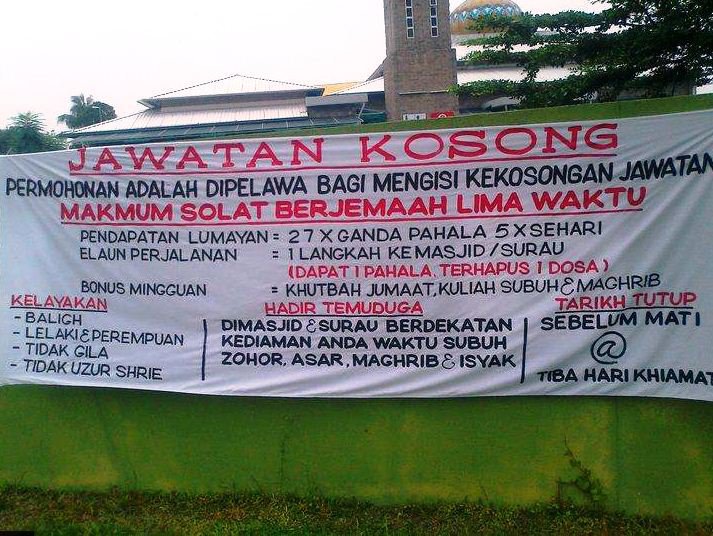 JAWATAN KOSONG
PERMOHONAN ADALAH DIPELAWA BAGI MENGISI KEKOSONGAN JAWATAN
MAKMUM SOLAT BERJEMAAH LIMA WAKTU
PENDAPATAN LUMAYAN = 27 X GANDA PAHALA 5 X SEHARI
ELAUN PERJALANAN = 1 LANGKAH KE MASJID / SURAU
(DAPAT 1 PAHALA, TERHAPUS 1 DOSA)
BONUS MINGGUAN = KHUTBAH JUMAAT, KULIAH SUBUH & MAGHRIB
KELAYAKAN
- BALIGH
- LELAKI & PEREMPUAN
- TIDAK GILA
- TIDAK UZUR SHRIE
HADIR TEMUDUGA
DIMASJID & SURAU BERDEKATAN
KEDIAMAN ANDA WAKTU SUBUH
ZOHOR, ASAR, MAGHRIB & ISYAK
TARIKH TUTUP
SEBELUM MATI
@
TIBA HARI KHIAMAT